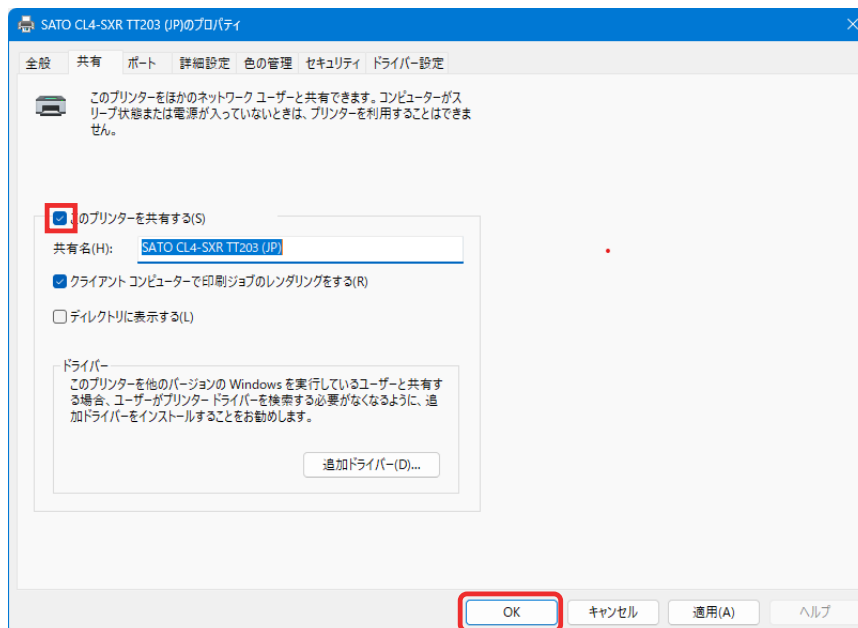 SATO CL4-SXR TT203 (JP)のプロパティ
全般 共有 ポート 詳細設定 色の管理 セキュリティ ドライバー設定
このプリンターをほかのネットワーク ユーザーと共有できます。コンピューターがス
リープ状態または電源が入っていないときは、プリンターを利用することはできま
せん。
このプリンターを共有する(S)
共有名(H): SATO CL4-SXR TT203 (JP)
クライアント コンピューターで印刷ジョブのレンダリングをする(R)
ディレクトリに表示する(L)
ドライバー
このプリンターを他のバージョンの Windows を実行しているユーザーと共有す
る場合、ユーザーがプリンター ドライバーを検索する必要がなくなるように、追
加ドライバーをインストールすることをお勧めします。
追加ドライバー(D)...
OK キャンセル 適用(A) ヘルプ